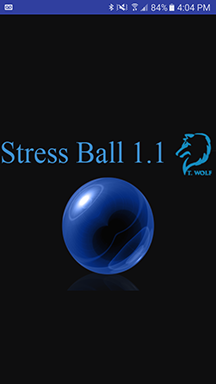 84% 4:04 PM
Stress Ball 1.1
T. WOLF